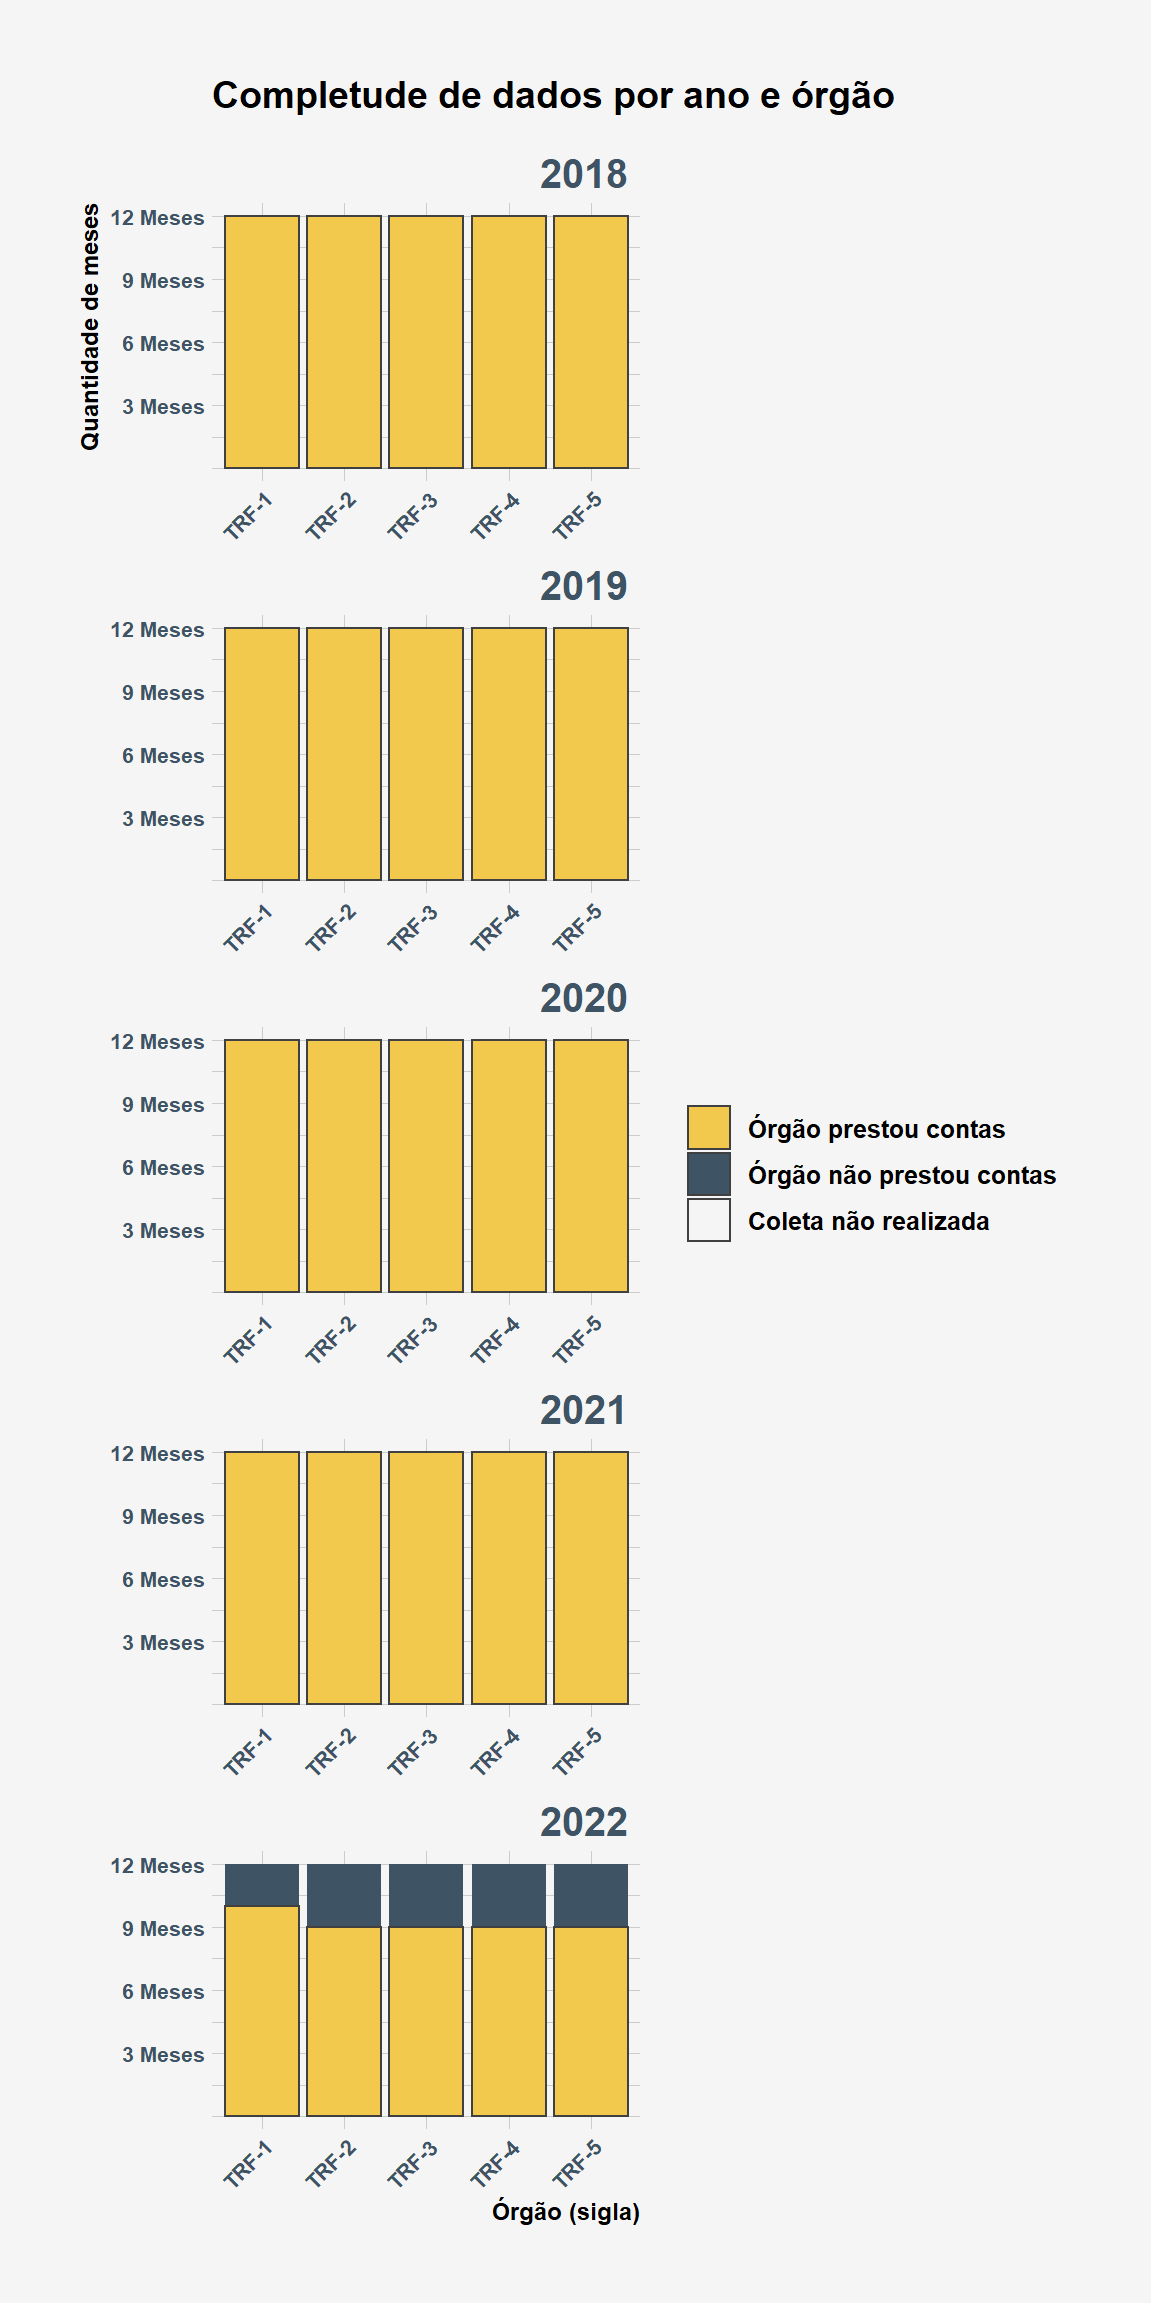 Completude de dados por ano e órgão
2018
Quantidade de meses
12 Meses
9 Meses
6 Meses
3 Meses
TRF-1 TRF-2 TRF-3 TRF-4 TRF-5
2019
12 Meses
9 Meses
6 Meses
3 Meses
TRF-1 TRF-2 TRF-3 TRF-4 TRF-5
2020
12 Meses
9 Meses
6 Meses
3 Meses
TRF-1 TRF-2 TRF-3 TRF-4 TRF-5
Órgão prestou contas
Órgão não prestou contas
Coleta não realizada
2021
12 Meses
9 Meses
6 Meses
3 Meses
TRF-1 TRF-2 TRF-3 TRF-4 TRF-5
2022
12 Meses
9 Meses
6 Meses
3 Meses
TRF-1 TRF-2 TRF-3 TRF-4 TRF-5
Órgão (sigla)